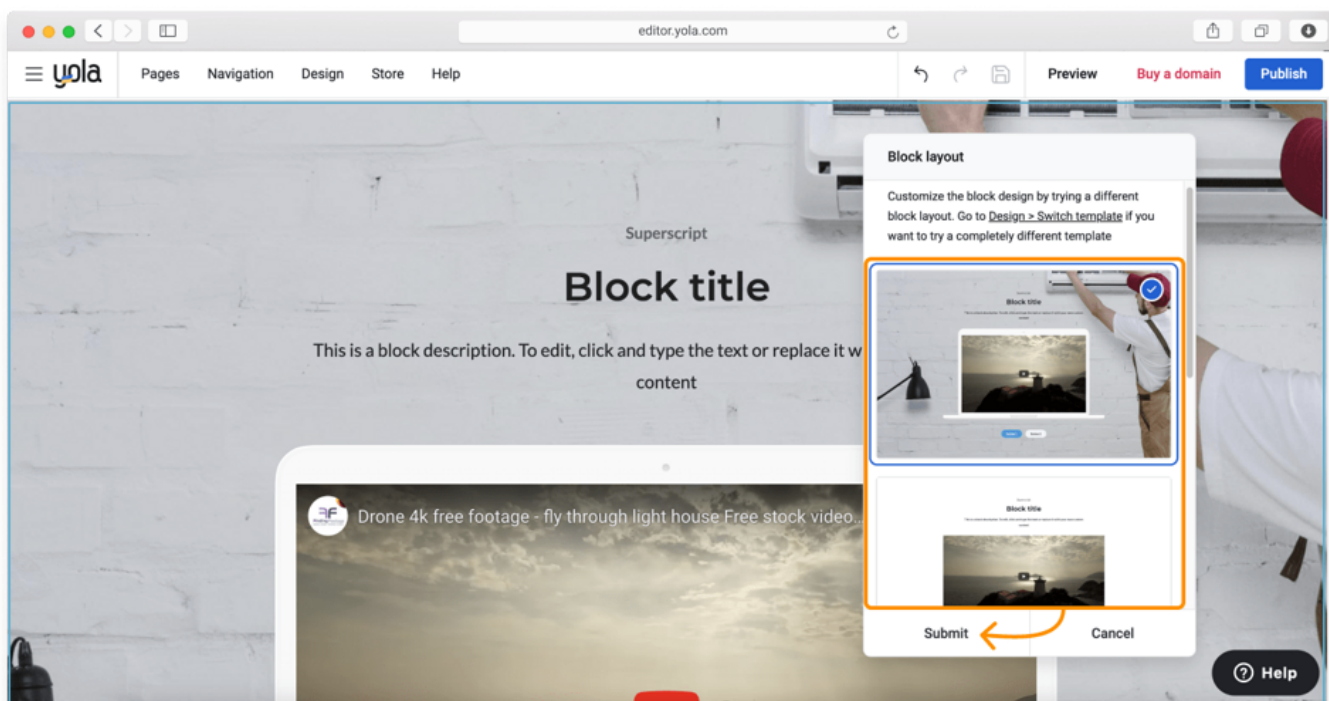 editor.yola.com
yola
Pages
Navigation
Design
Store
Help
Preview
Buy a domain
Publish
Superscript
Block title
This is a block description. To edit, click and type the text or replace it w
content
Drone 4k free footage - fly through light house Free stock video...
Block layout
Customize the block design by trying a different
block layout. Go to Design > Switch template if you
want to try a completely different template
Block title
Block title
Submit
Cancel
Help